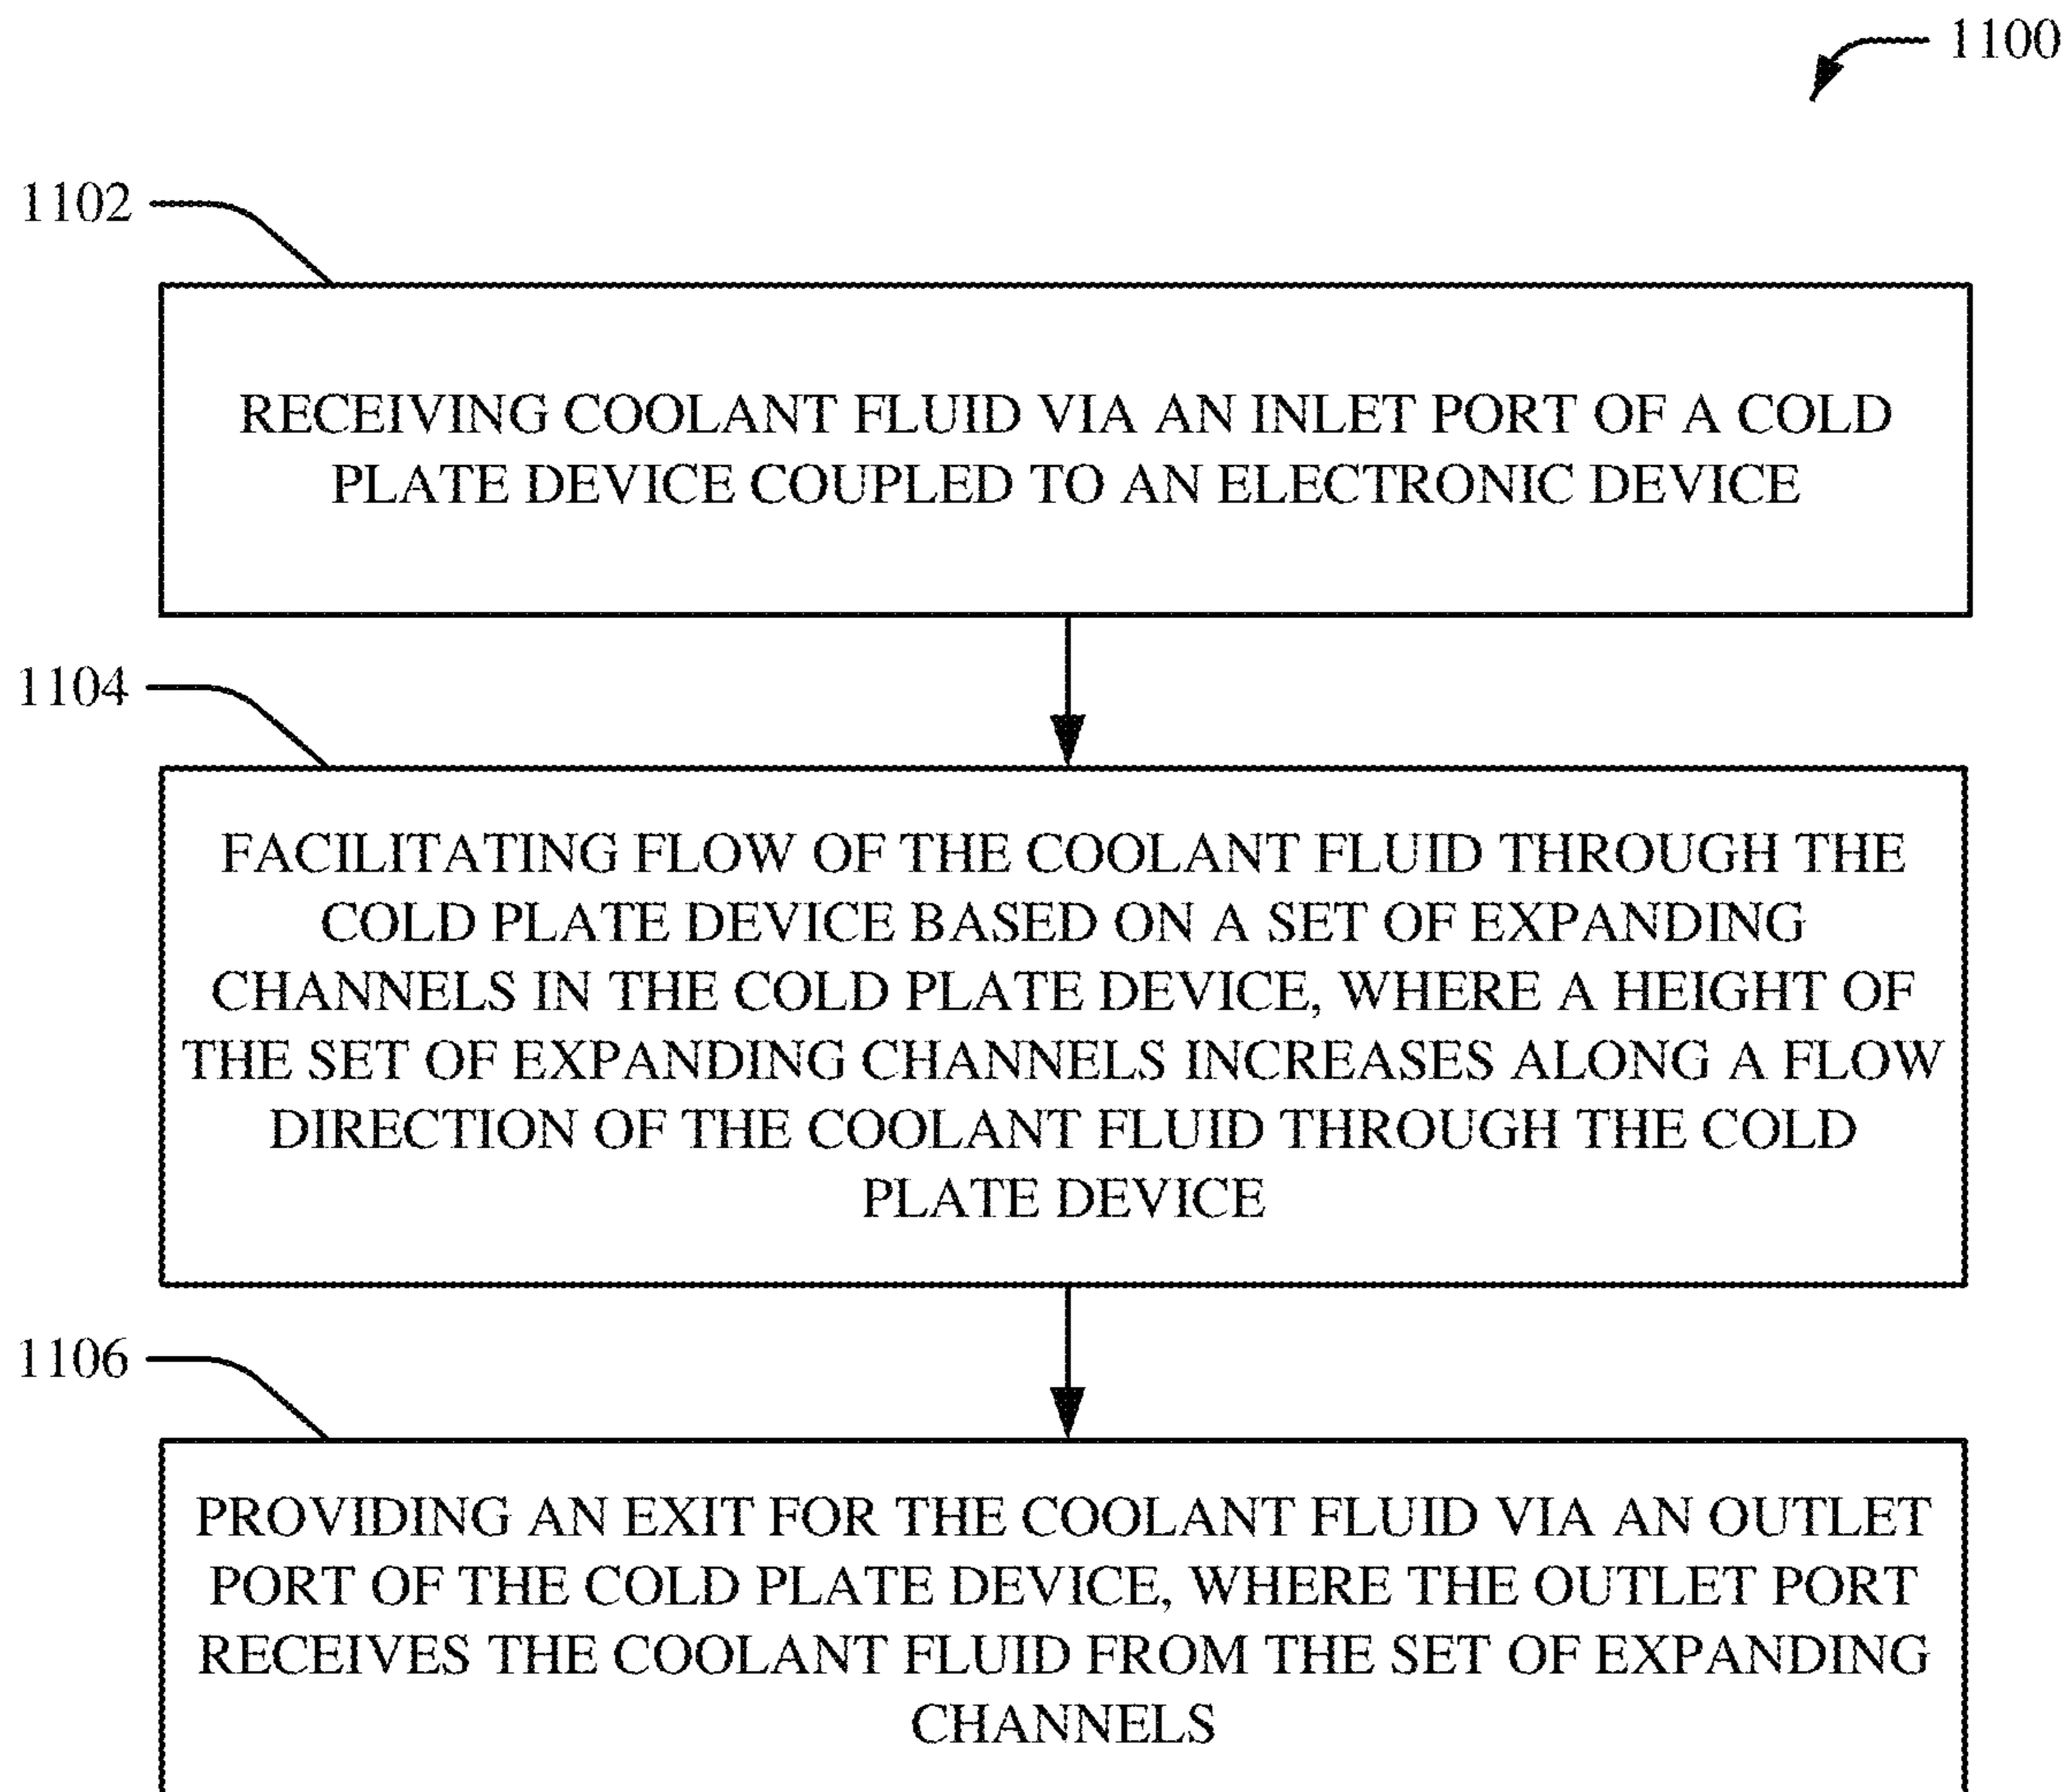 1100
1102
RECEIVING COOLANT FLUID VIA AN INLET PORT OF A COLD
PLATE DEVICE COUPLED TO AN ELECTRONIC DEVICE
1104
FACILITATING FLOW OF THE COOLANT FLUID THROUGH THE
COLD PLATE DEVICE BASED ON A SET OF EXPANDING
CHANNELS IN THE COLD PLATE DEVICE, WHERE A HEIGHT OF
THE SET OF EXPANDING CHANNELS INCREASES ALONG A FLOW
DIRECTION OF THE COOLANT FLUID THROUGH THE COLD
PLATE DEVICE
1106
PROVIDING AN EXIT FOR THE COOLANT FLUID VIA AN OUTLET
PORT OF THE COLD PLATE DEVICE, WHERE THE OUTLET PORT
RECEIVES THE COOLANT FLUID FROM THE SET OF EXPANDING
CHANNELS